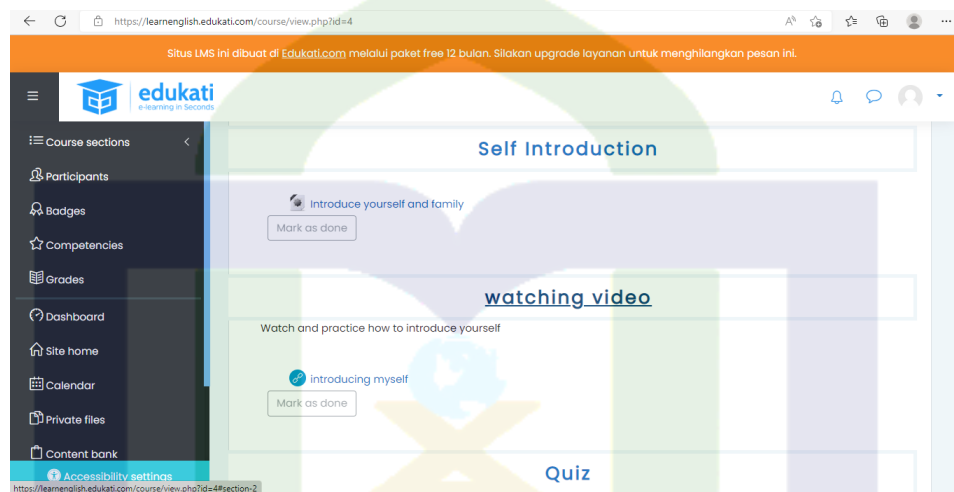 https://learnenglish.edukati.com/course/view.php?id=4
Situs LMS ini dibuat di Edukati.com melalui paket free 12 bulan. Silakan upgrade layanan untuk menghilangkan pesan ini.
edukati
e-learning in Seconds
Course sections
Participants
Badges
Competencies
Grades
Dashboard
Site home
Calendar
Private files
Content bank
Accessibility settings
https://learnenglish.edukati.com/course/view.php?id=4#section-2
Self Introduction
Introduce yourself and family
Mark as done
watching video
Watch and practice how to introduce yourself
introducing myself
Mark as done
Quiz